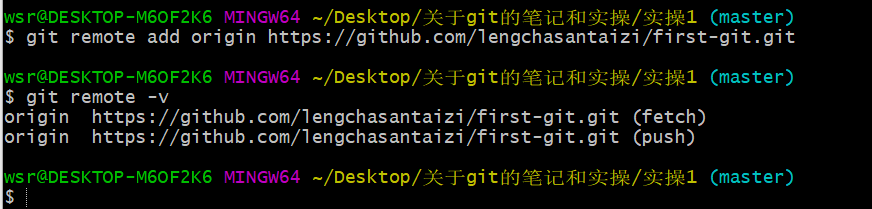 wsr@DESKTOP-M6OF2K6 MINGW64 ~/Desktop/关于git的笔记和实操/实操1 (master)
$ git remote add origin https://github.com/lengchasantaizi/first-git.git
wsr@DESKTOP-M6OF2K6 MINGW64 ~/Desktop/关于git的笔记和实操/实操1 (master)
$ git remote -v
origin  https://github.com/lengchasantaizi/first-git.git (fetch)
origin  https://github.com/lengchasantaizi/first-git.git (push)
wsr@DESKTOP-M6OF2K6 MINGW64 ~/Desktop/关于git的笔记和实操/实操1 (master)
$